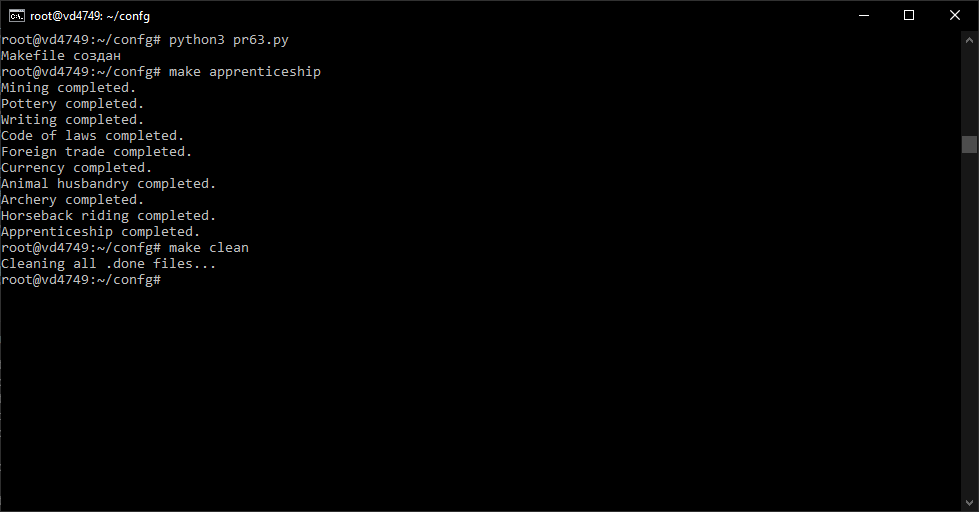 root@vd4749: ~/confg
root@vd4749:~/confg# python3 pr63.py
Makefile создан
root@vd4749:~/confg# make apprenticeship
Mining completed.
Pottery completed.
Writing completed.
Code of laws completed.
Foreign trade completed.
Currency completed.
Animal husbandry completed.
Archery completed.
Horseback riding completed.
Apprenticeship completed.
root@vd4749:~/confg# make clean
Cleaning all .done files...
root@vd4749:~/confg#